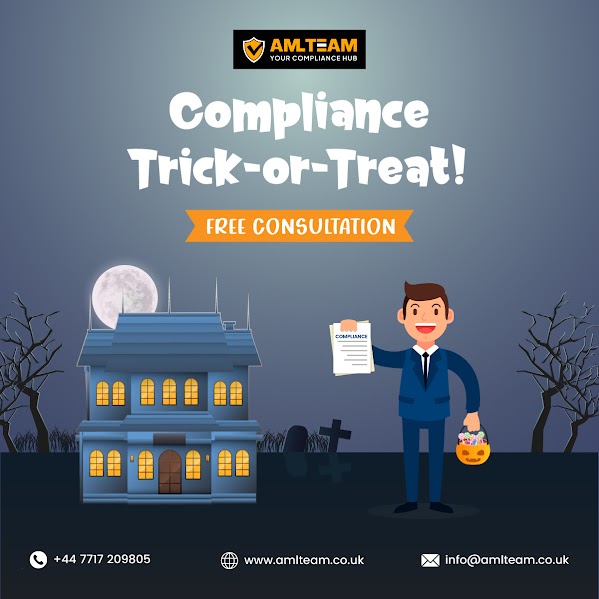 AMLTEAM
YOUR COMPLIANCE HUB
Compliance
Trick-or-Treat!
FREE CONSULTATION
COMPLIANCE
+44 7717 209805
www.amlteam.co.uk
info@amlteam.co.uk